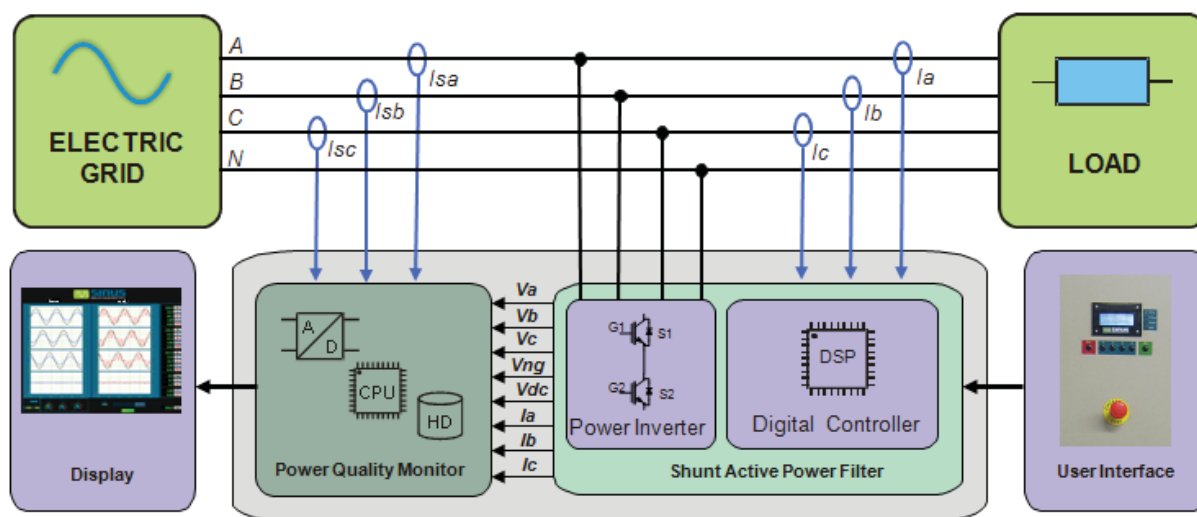 A
B
C
N
ELECTRIC
GRID
Isa
Isb
Isc
Ia
Ib
Ic
LOAD
sinus
Display
A
D
CPU
HD
Power Quality Monitor
Va
Vb
Vc
Vng
Vdc
Ia
Ib
Ic
G1
S1
G2
S2
Power Inverter
DSP
Digital Controller
Shunt Active Power Filter
User Interface